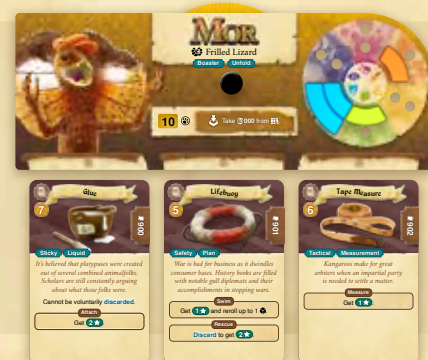 MOR
Frilled Lizard
Boaster Unfold
10 Take 000 from
Glue
7
# 900
Sticky Liquid
It's believed that platypuses were created
out of several combined animalfolks.
Scholars are still constantly arguing
about what those folks were.
Cannot be voluntarily discarded.
Attach
Get 2
Lifebuoy
5
# 901
Safety Plan
War is bad for business as it dwindles
consumer bases. History books are filled
with notable gull diplomats and their
accomplishments in stopping wars.
Swim
Get 1 and reroll up to 1
Rescue
Discard to get 2
Tape Measure
6
# 902
Tactical Measurement
Kangaroos make for great
arbiters when an impartial party
is needed to settle a matter.
Measure
Get 1